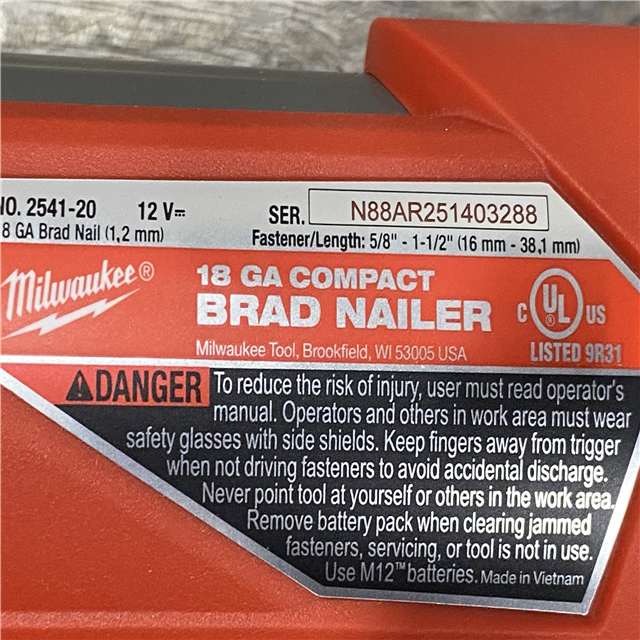 NO. 2541-20 12 V⎓ SER. N88AR251403288
8 GA Brad Nail (1,2 mm) Fastener/Length: 5/8" - 1-1/2" (16 mm - 38,1 mm)
Milwaukee®
18 GA COMPACT
BRAD NAILER
Milwaukee Tool, Brookfield, WI 53005 USA
C UL US
LISTED 9R31
DANGER To reduce the risk of injury, user must read operator's
manual. Operators and others in work area must wear
safety glasses with side shields. Keep fingers away from trigger
when not driving fasteners to avoid accidental discharge.
Never point tool at yourself or others in the work area.
Remove battery pack when clearing jammed
fasteners, servicing, or tool is not in use.
Use M12™ batteries. Made in Vietnam